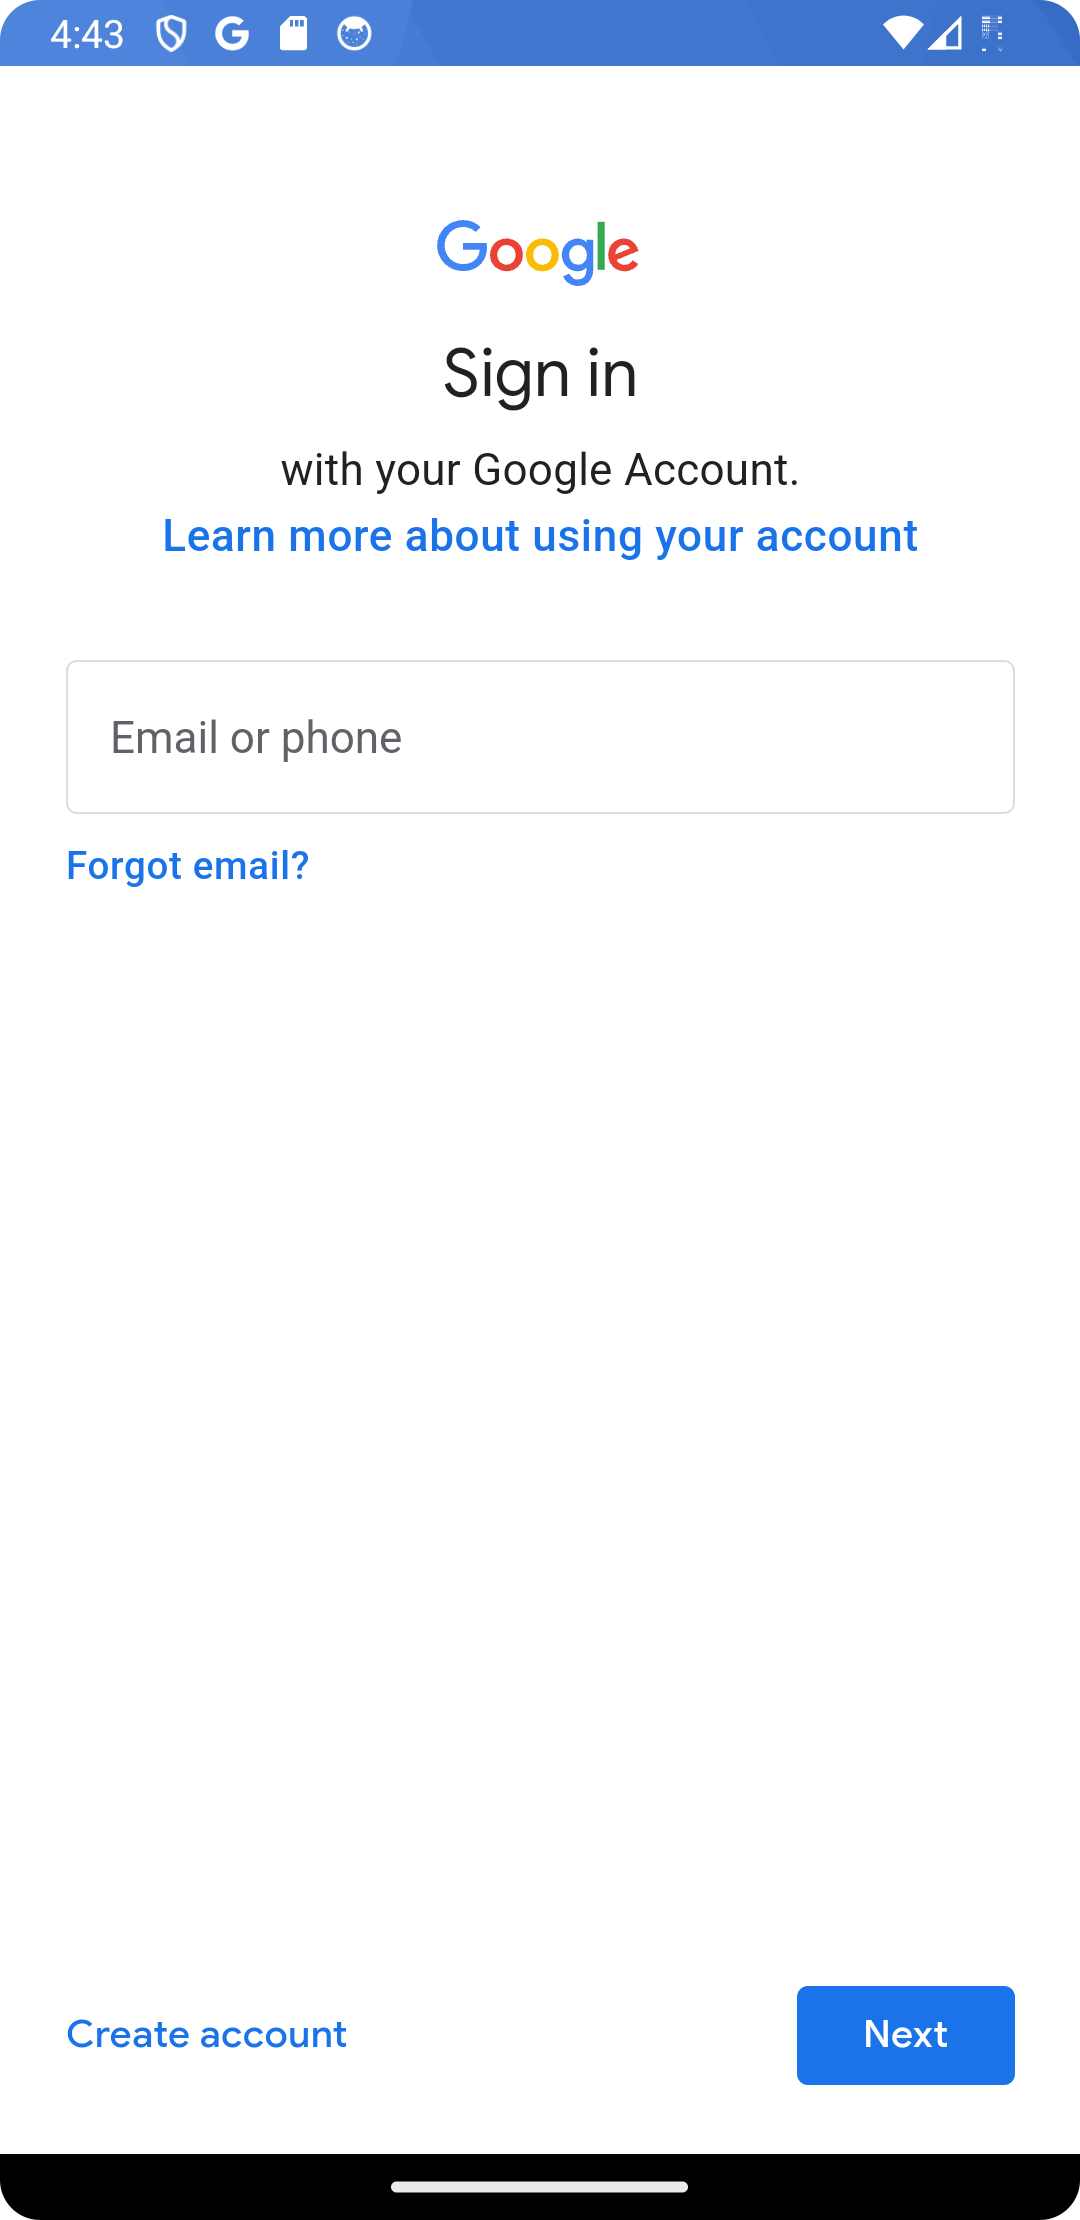 4:43
Google
Sign in
with your Google Account.
Learn more about using your account
Email or phone
Forgot email?
Create account
Next